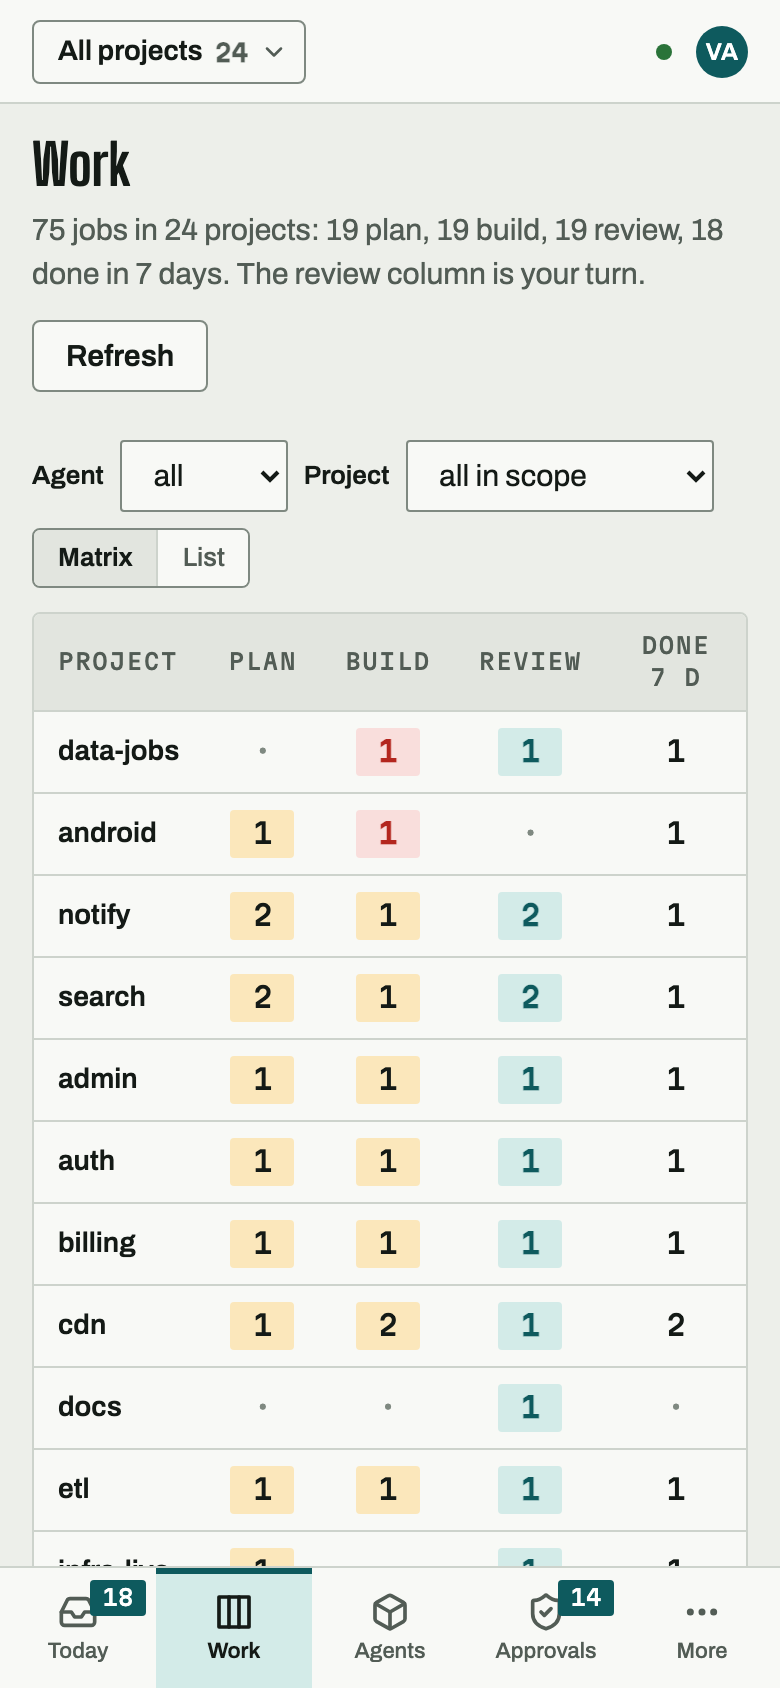 All projects 24
VA
Work
75 jobs in 24 projects: 19 plan, 19 build, 19 review, 18
done in 7 days. The review column is your turn.
Refresh
Agent all Project all in scope
Matrix List
PROJECT PLAN BUILD REVIEW DONE 7 D
data-jobs · 1 1 1
android 1 1 · 1
notify 2 1 2 1
search 2 1 2 1
admin 1 1 1 1
auth 1 1 1 1
billing 1 1 1 1
cdn 1 2 1 2
docs · · 1 ·
etl 1 1 1 1
18 14
Today Work Agents Approvals More